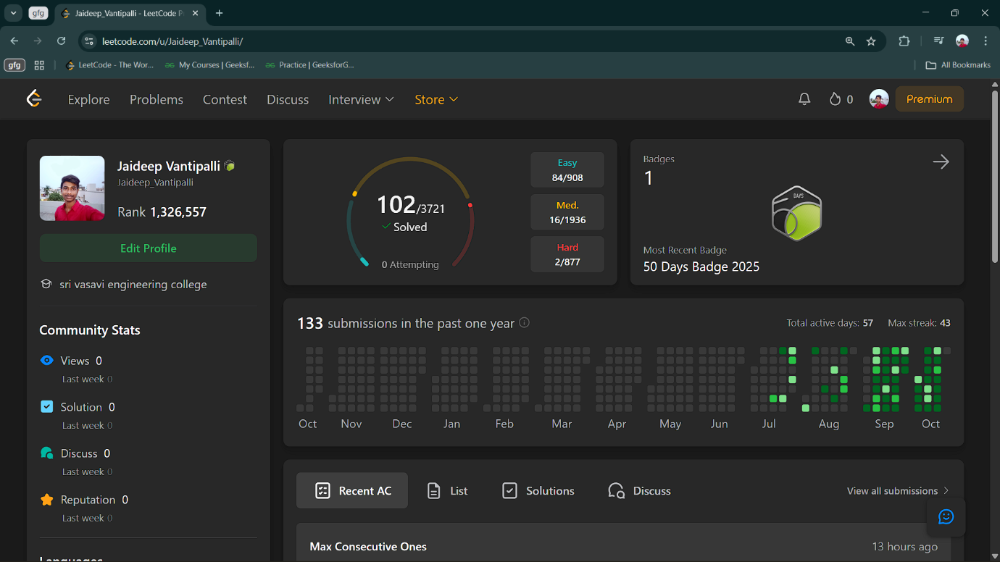 gfg
Jaideep_Vantipalli - LeetCode P
leetcode.com/u/Jaideep_Vantipalli/
gfg
LeetCode - The Wor...
My Courses | Geeksf...
Practice | GeeksforG...
All Bookmarks
Explore
Problems
Contest
Discuss
Interview
Store
0
Premium
Jaideep Vantipalli
Jaideep_Vantipalli
Rank 1,326,557
Edit Profile
sri vasavi engineering college
Community Stats
Views 0
Last week 0
Solution 0
Last week 0
Discuss 0
Last week 0
Reputation 0
Last week 0
Languages
102/3721
Solved
0 Attempting
Easy
84/908
Med.
16/1936
Hard
2/877
Badges
1
DAYS
Most Recent Badge
50 Days Badge 2025
133 submissions in the past one year
Total active days: 57
Max streak: 43
Oct Nov Dec Jan Feb Mar Apr May Jun Jul Aug Sep Oct
Recent AC
List
Solutions
Discuss
View all submissions
Max Consecutive Ones
13 hours ago